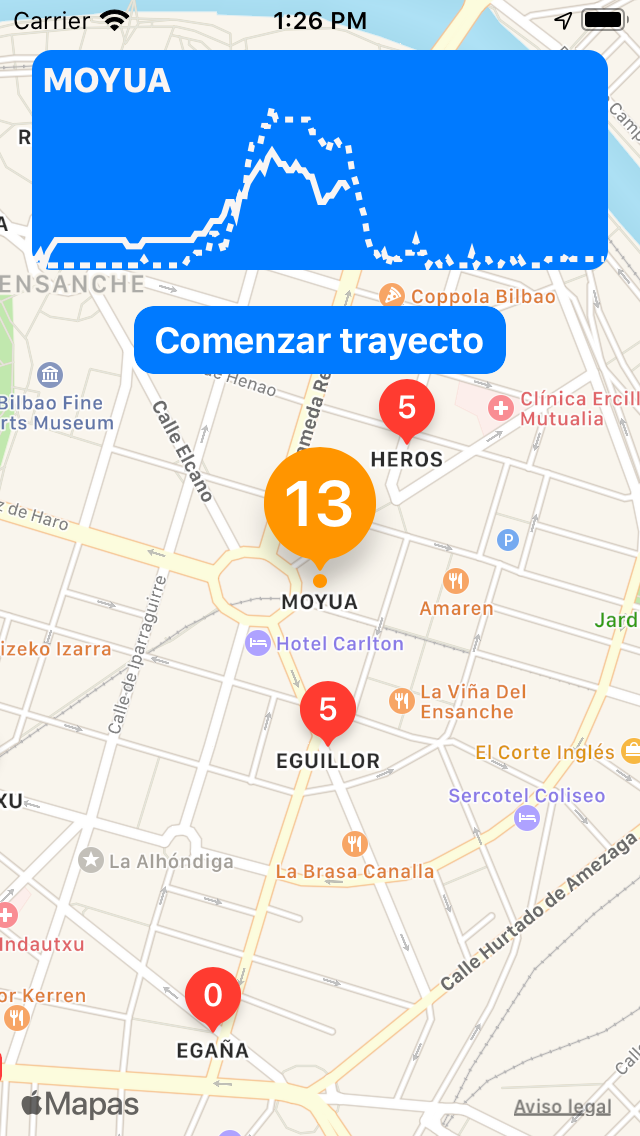 Carrier 1:26 PM
MOYUA
R
Camp
A
ENSANCHE
Coppola Bilbao
Comenzar trayecto
de Henao
ameda Re
Bilbao Fine
rts Museum
Calle Elcano
5
Clínica Ercill
Mutualia
HEROS
13
z de Haro
P
MOYUA
Amaren
Jard
izeko Izarra
Hotel Carlton
Calle de Iparraguirre
5
La Viña Del
Ensanche
EGUILLOR
El Corte Inglés
XU
Sercotel Coliseo
La Alhóndiga
La Brasa Canalla
Calle Hurtado de Amezaga
Indautxu
or Kerren
0
EGAÑA
Calle
Mapas
Aviso legal